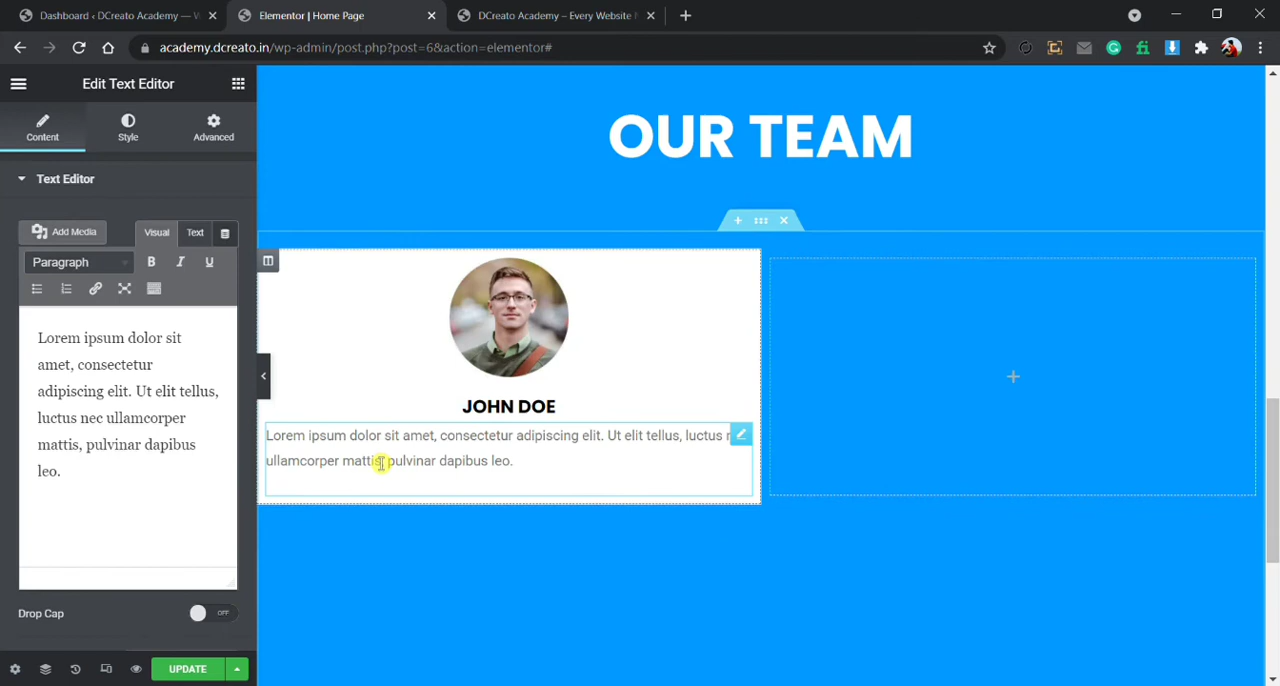 Dashboard ‹ DCreato Academy — W
Elementor | Home Page
DCreato Academy – Every Website N
academy.dcreato.in/wp-admin/post.php?post=6&action=elementor#
Edit Text Editor
Content
Style
Advanced
Text Editor
Add Media
Visual
Text
Paragraph
B
I
U
Lorem ipsum dolor sit
amet, consectetur
adipiscing elit. Ut elit tellus,
luctus nec ullamcorper
mattis, pulvinar dapibus
leo.
Drop Cap
OFF
UPDATE
OUR TEAM
JOHN DOE
Lorem ipsum dolor sit amet, consectetur adipiscing elit. Ut elit tellus, luctus
ullamcorper mattis, pulvinar dapibus leo.